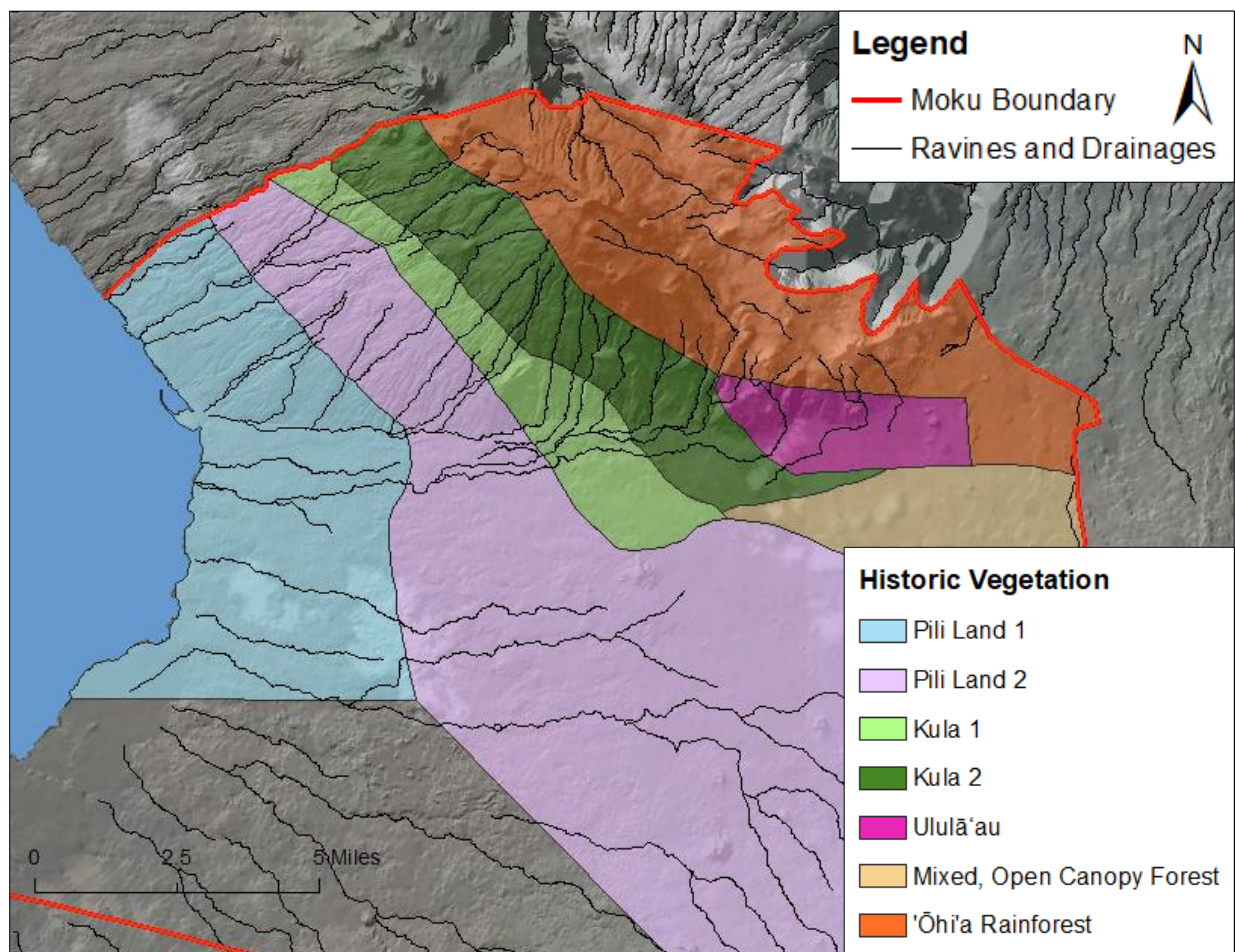 Legend
N
Moku Boundary
Ravines and Drainages
Historic Vegetation
Pili Land 1
Pili Land 2
Kula 1
Kula 2
Ululāʻau
Mixed, Open Canopy Forest
'Ōhi'a Rainforest
0 2.5 5 Miles